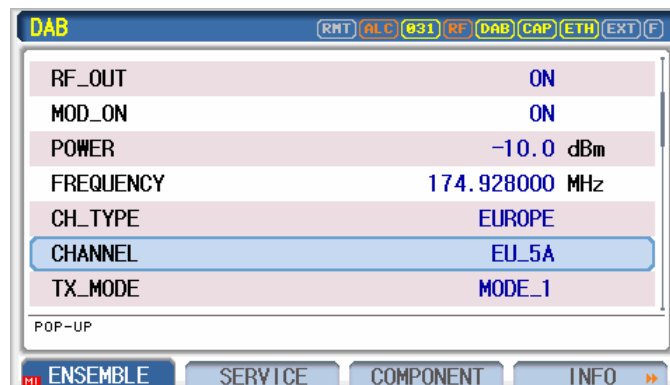 DAB RMT ALC 031 RF DAB CAP ETH EXT F
RF_OUT ON
MOD_ON ON
POWER -10.0 dBm
FREQUENCY 174.928000 MHz
CH_TYPE EUROPE
CHANNEL EU_5A
TX_MODE MODE_1
POP-UP
M1 ENSEMBLE SERVICE COMPONENT INFO